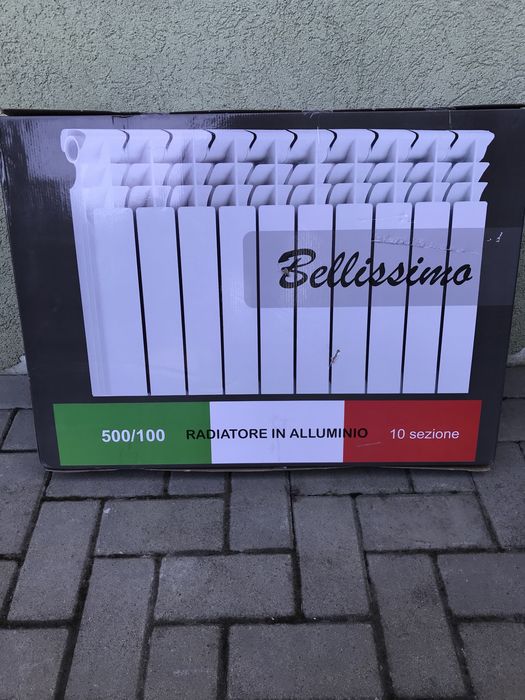 Bellissimo
500/100 RADIATORE IN ALLUMINIO 10 sezione